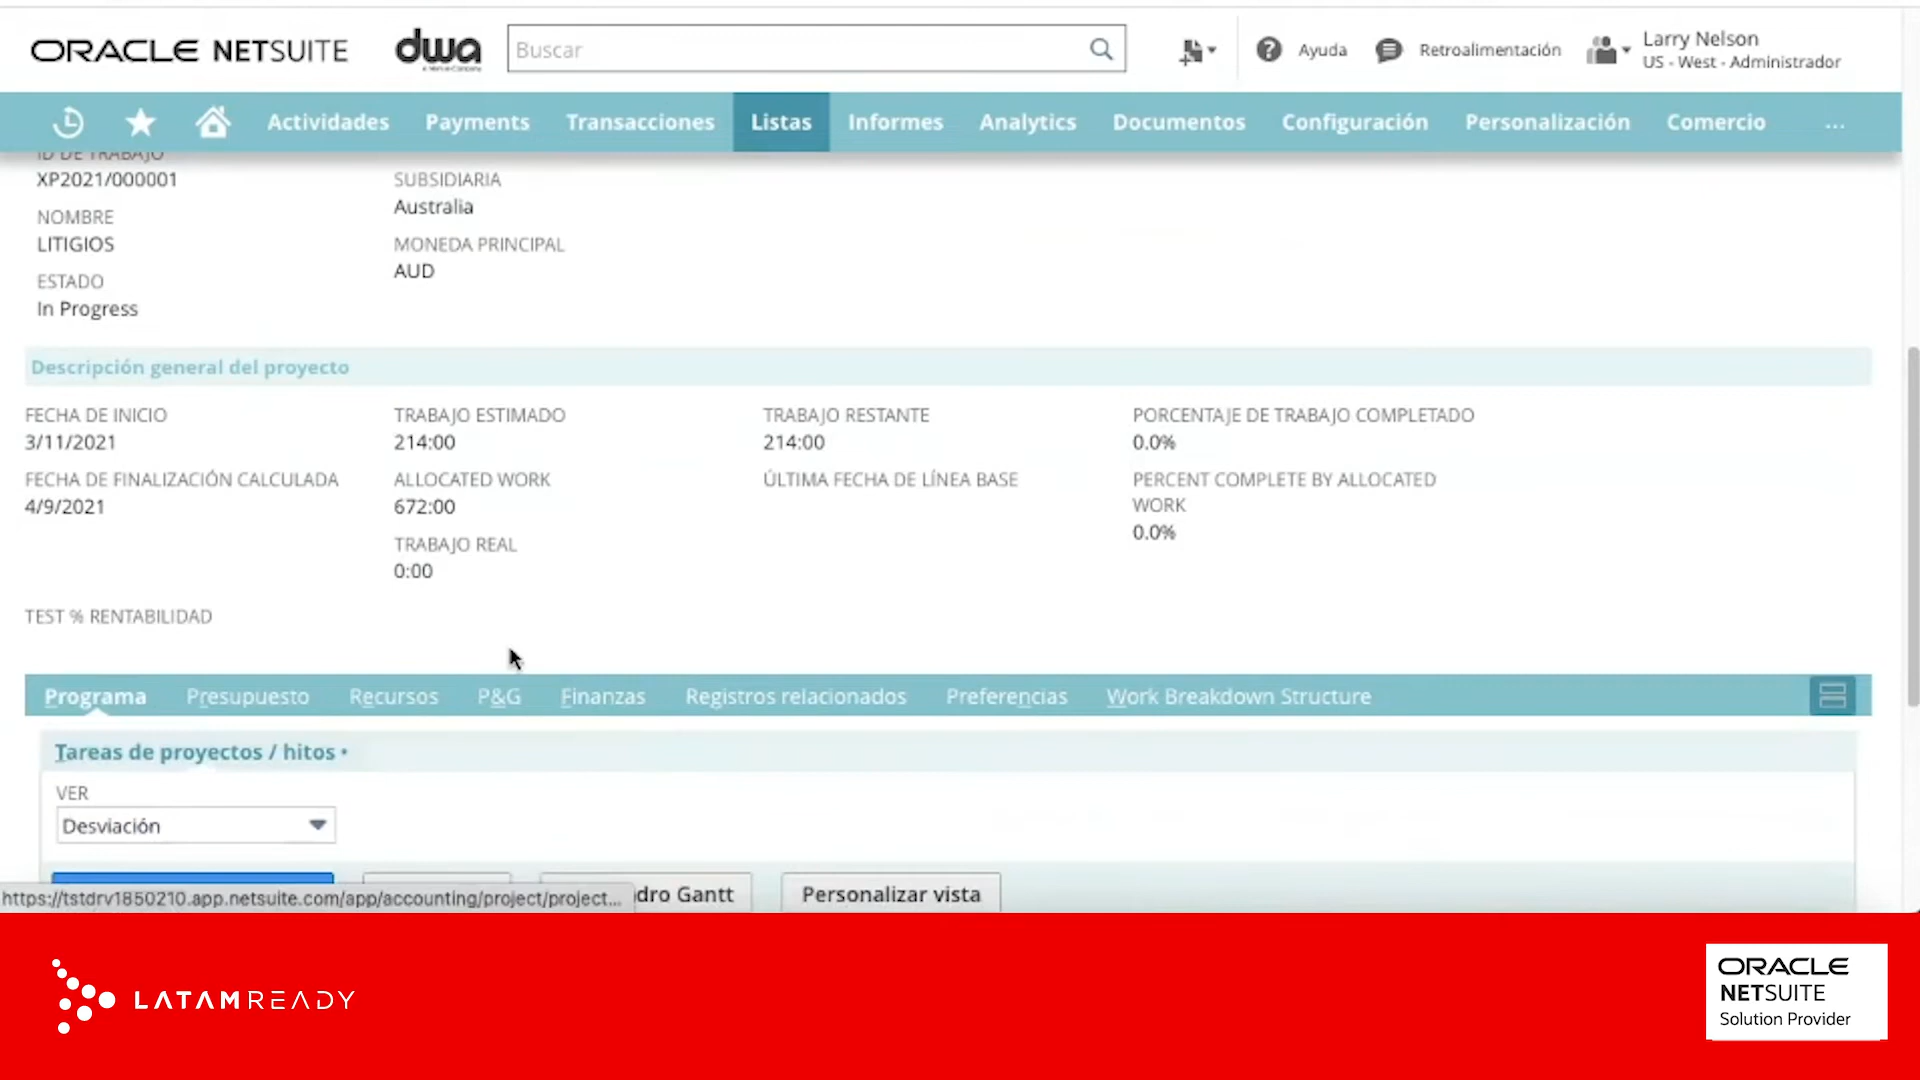 ORACLE NETSUITE
dwa
Buscar
Ayuda
Retroalimentación
Larry Nelson
US - West - Administrador
Actividades
Payments
Transacciones
Listas
Informes
Analytics
Documentos
Configuración
Personalización
Comercio
...
ID DE TRABAJO
XP2021/000001
NOMBRE
LITIGIOS
ESTADO
In Progress
SUBSIDIARIA
Australia
MONEDA PRINCIPAL
AUD
Descripción general del proyecto
FECHA DE INICIO
3/11/2021
FECHA DE FINALIZACIÓN CALCULADA
4/9/2021
TRABAJO ESTIMADO
214:00
ALLOCATED WORK
672:00
TRABAJO REAL
0:00
TRABAJO RESTANTE
214:00
ÚLTIMA FECHA DE LÍNEA BASE
PORCENTAJE DE TRABAJO COMPLETADO
0.0%
PERCENT COMPLETE BY ALLOCATED
WORK
0.0%
TEST % RENTABILIDAD
Programa
Presupuesto
Recursos
P&G
Finanzas
Registros relacionados
Preferencias
Work Breakdown Structure
Tareas de proyectos / hitos •
VER
Desviación
https://tstdrv1850210.app.netsuite.com/app/accounting/project/project...
dro Gantt
Personalizar vista
LATAMREADY
ORACLE
NETSUITE
Solution Provider